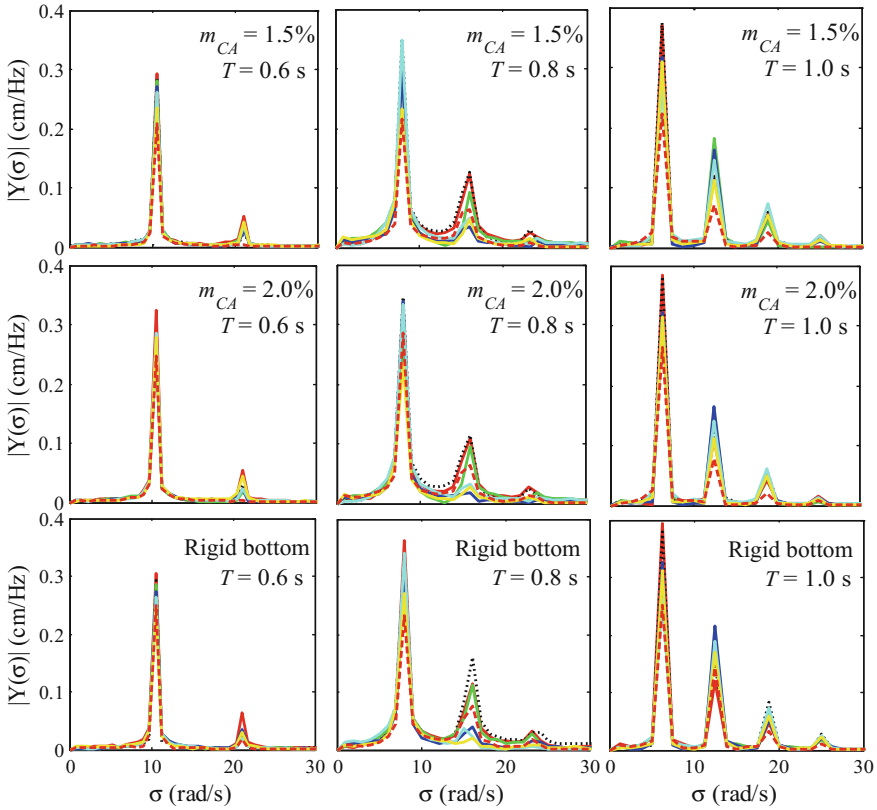 0.4
0.3
0.2
0.1
0
|Y(σ)| (cm/Hz)
m_CA = 1.5%
T = 0.6 s
m_CA = 1.5%
T = 0.8 s
m_CA = 1.5%
T = 1.0 s
0.4
0.3
0.2
0.1
0
|Y(σ)| (cm/Hz)
m_CA = 2.0%
T = 0.6 s
m_CA = 2.0%
T = 0.8 s
m_CA = 2.0%
T = 1.0 s
0.4
0.3
0.2
0.1
0
|Y(σ)| (cm/Hz)
Rigid bottom
T = 0.6 s
Rigid bottom
T = 0.8 s
Rigid bottom
T = 1.0 s
0 10 20 30
0 10 20 30
0 10 20 30
σ (rad/s)
σ (rad/s)
σ (rad/s)